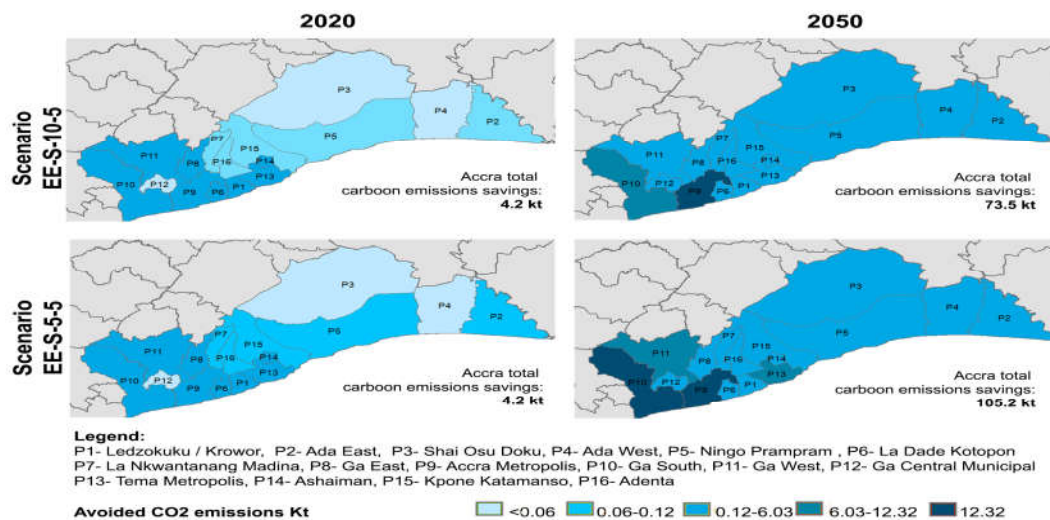 2020
2050
Scenario
EE-S-10-5
P3
P4
P2
P5
P7
P15
P16
P14
P13
P11
P8
P10
P12
P9
P6
P1
Accra total
carboon emissions savings:
4.2 kt
P3
P4
P2
P5
P7
P15
P16
P14
P13
P11
P8
P10
P12
P9
P6
P1
Accra total
carboon emissions savings:
73.5 kt
Scenario
EE-S-5-5
P3
P4
P2
P5
P7
P15
P16
P14
P13
P11
P8
P10
P12
P9
P6
P1
Accra total
carboon emissions savings:
4.2 kt
P3
P4
P2
P5
P7
P15
P16
P14
P13
P11
P8
P10
P12
P9
P6
P1
Accra total
carboon emissions savings:
105.2 kt
Legend:
P1- Ledzokuku / Krowor, P2- Ada East, P3- Shai Osu Doku, P4- Ada West, P5- Ningo Prampram , P6- La Dade Kotopon
P7- La Nkwantanang Madina, P8- Ga East, P9- Accra Metropolis, P10- Ga South, P11- Ga West, P12- Ga Central Municipal
P13- Tema Metropolis, P14- Ashaiman, P15- Kpone Katamanso, P16- Adenta
Avoided CO2 emissions Kt <0.06 0.06-0.12 0.12-6.03 6.03-12.32 12.32